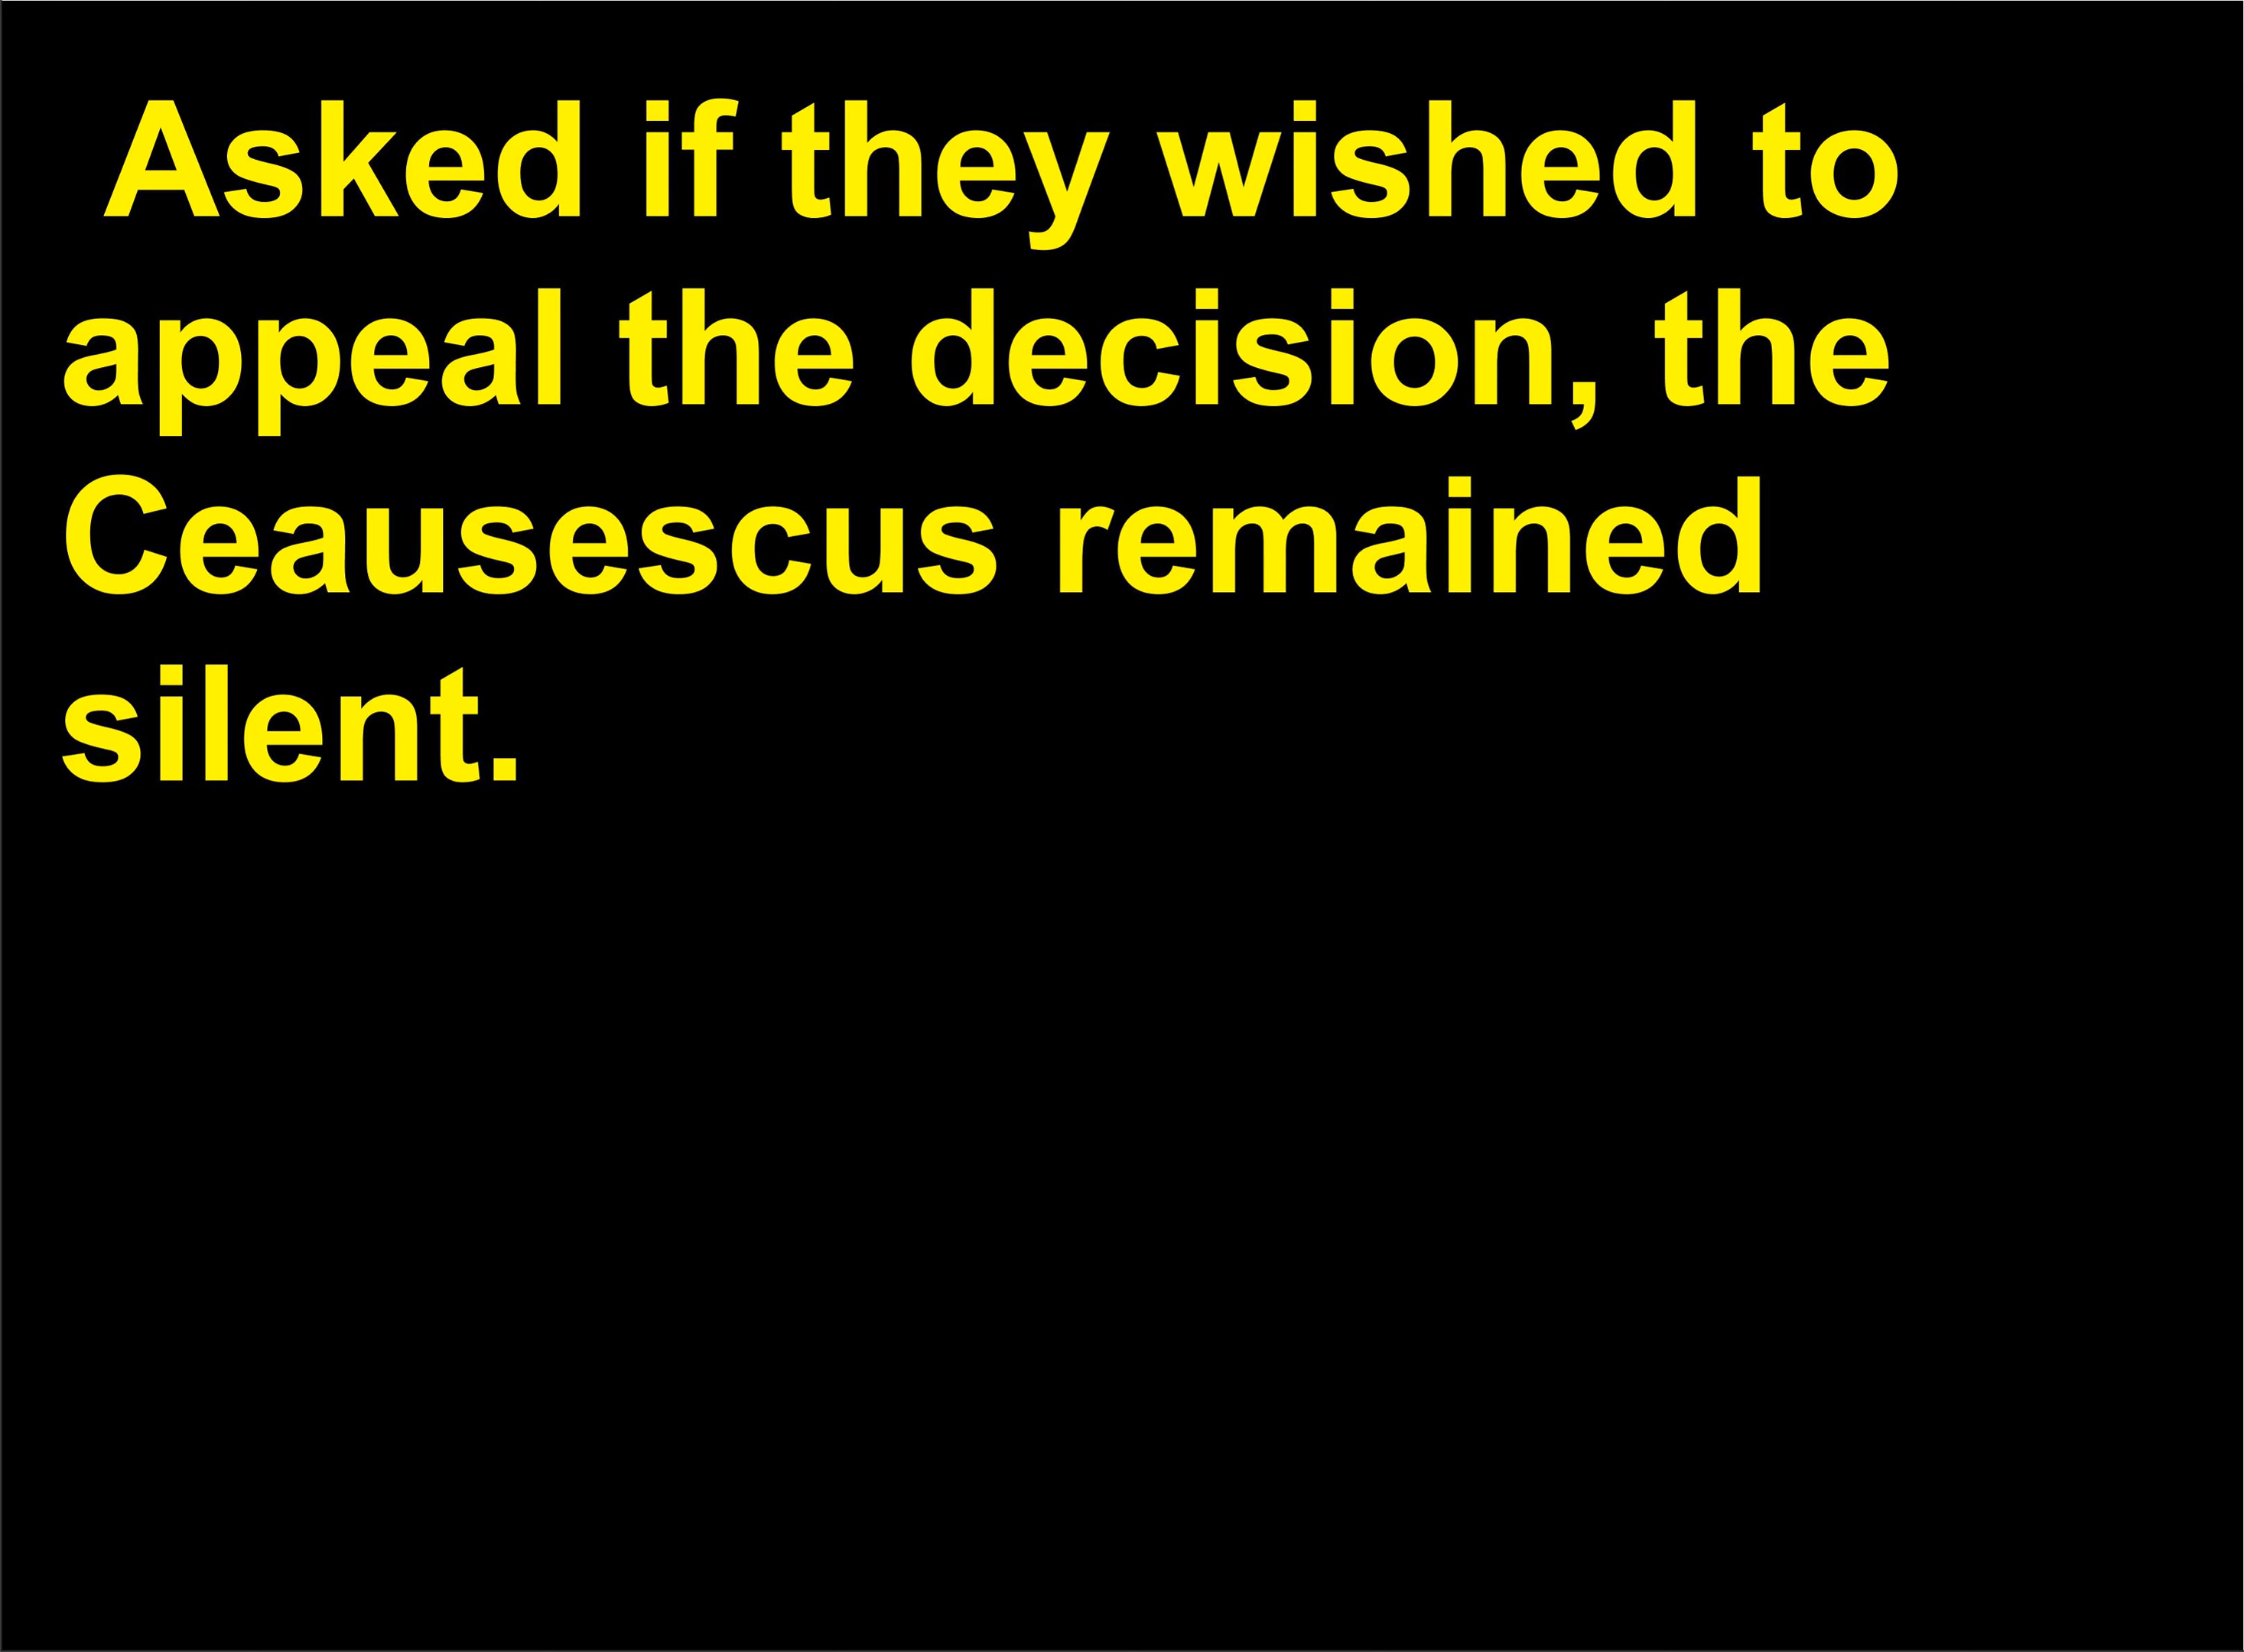 Asked if they wished to
appeal the decision, the
Ceausescus remained
silent.